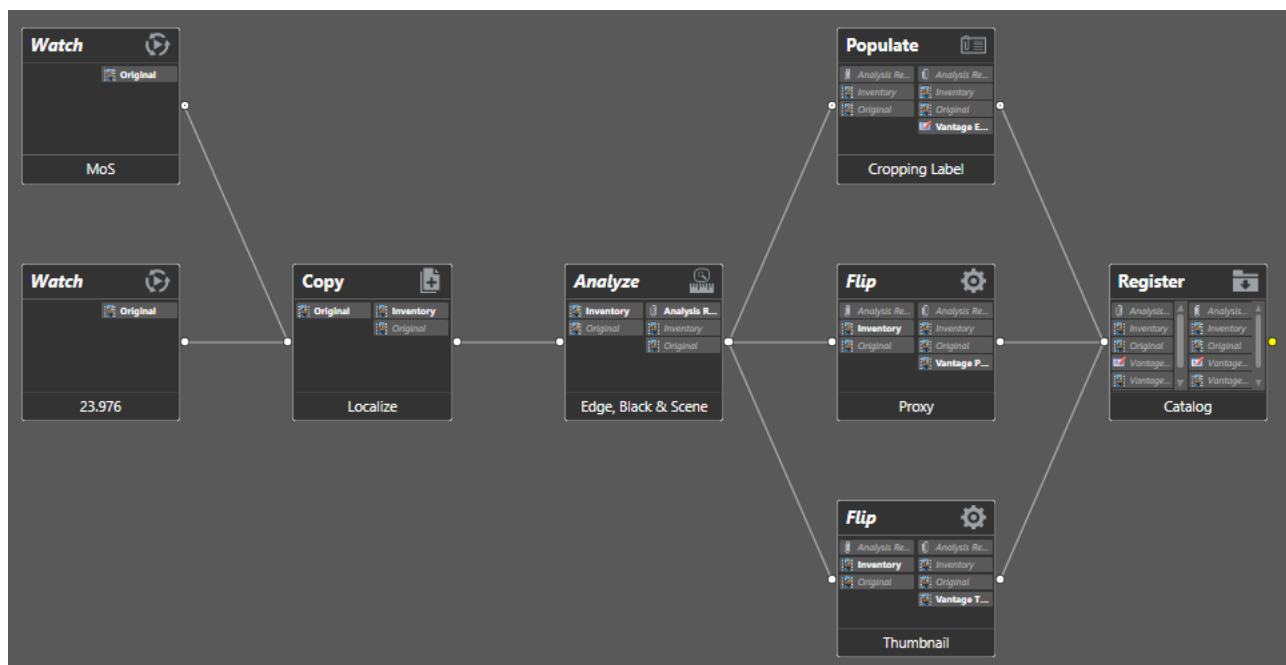 Watch
Original
MoS
Watch
Original
23.976
Copy
Original
Inventory
Original
Localize
Analyze
Inventory
Analysis R...
Original
Inventory
Original
Edge, Black & Scene
Populate
Analysis Re...
Analysis Re...
Inventory
Inventory
Original
Original
Vantage E...
Cropping Label
Flip
Analysis Re...
Analysis Re...
Inventory
Inventory
Original
Original
Vantage P...
Proxy
Flip
Analysis Re...
Analysis Re...
Inventory
Inventory
Original
Original
Vantage T...
Thumbnail
Register
Analysis...
Analysis...
Inventory
Inventory
Original
Original
Vantage...
Vantage...
Vantage...
Vantage...
Catalog